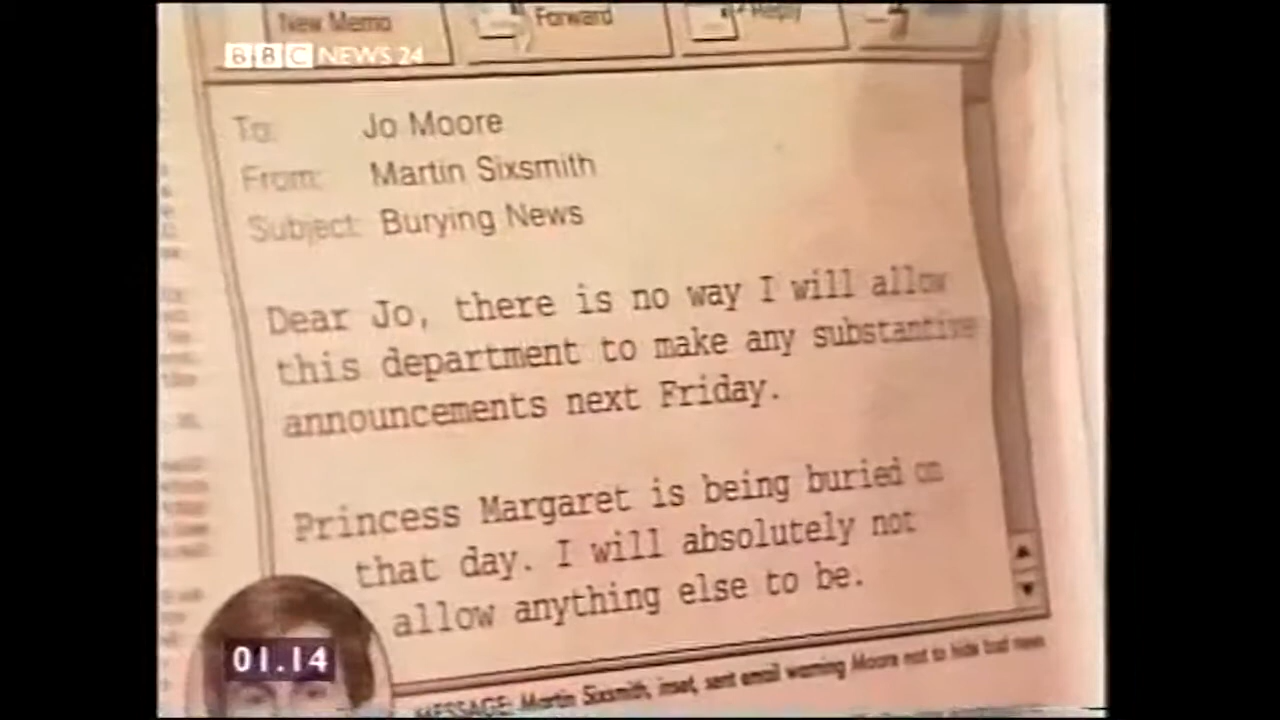 New Memo
Forward
Reply
BBC NEWS 24
To: Jo Moore
From: Martin Sixsmith
Subject: Burying News
Dear Jo, there is no way I will allow
this department to make any substantive
announcements next Friday.
Princess Margaret is being buried on
that day. I will absolutely not
allow anything else to be.
01.14
MESSAGE: Martin Sixsmith, inset, sent email warning Moore not to hide bad news